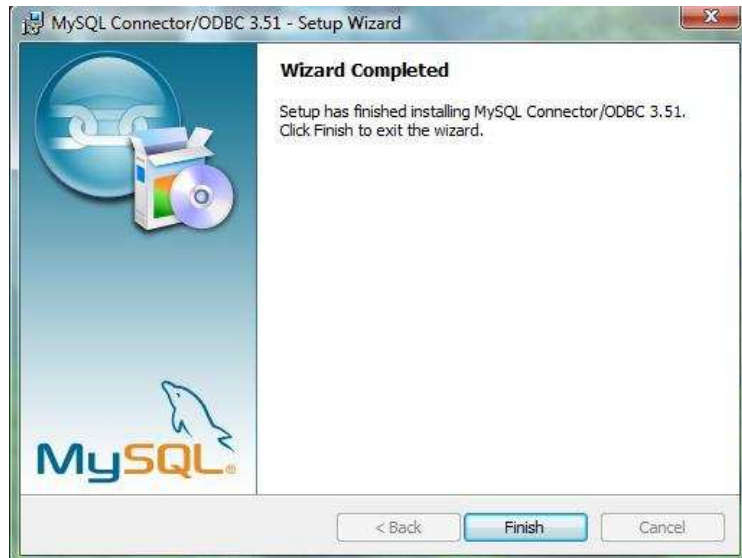 MySQL Connector/ODBC 3.51 - Setup Wizard
Wizard Completed
Setup has finished installing MySQL Connector/ODBC 3.51.
Click Finish to exit the wizard.
MySQL®
< Back
Finish
Cancel